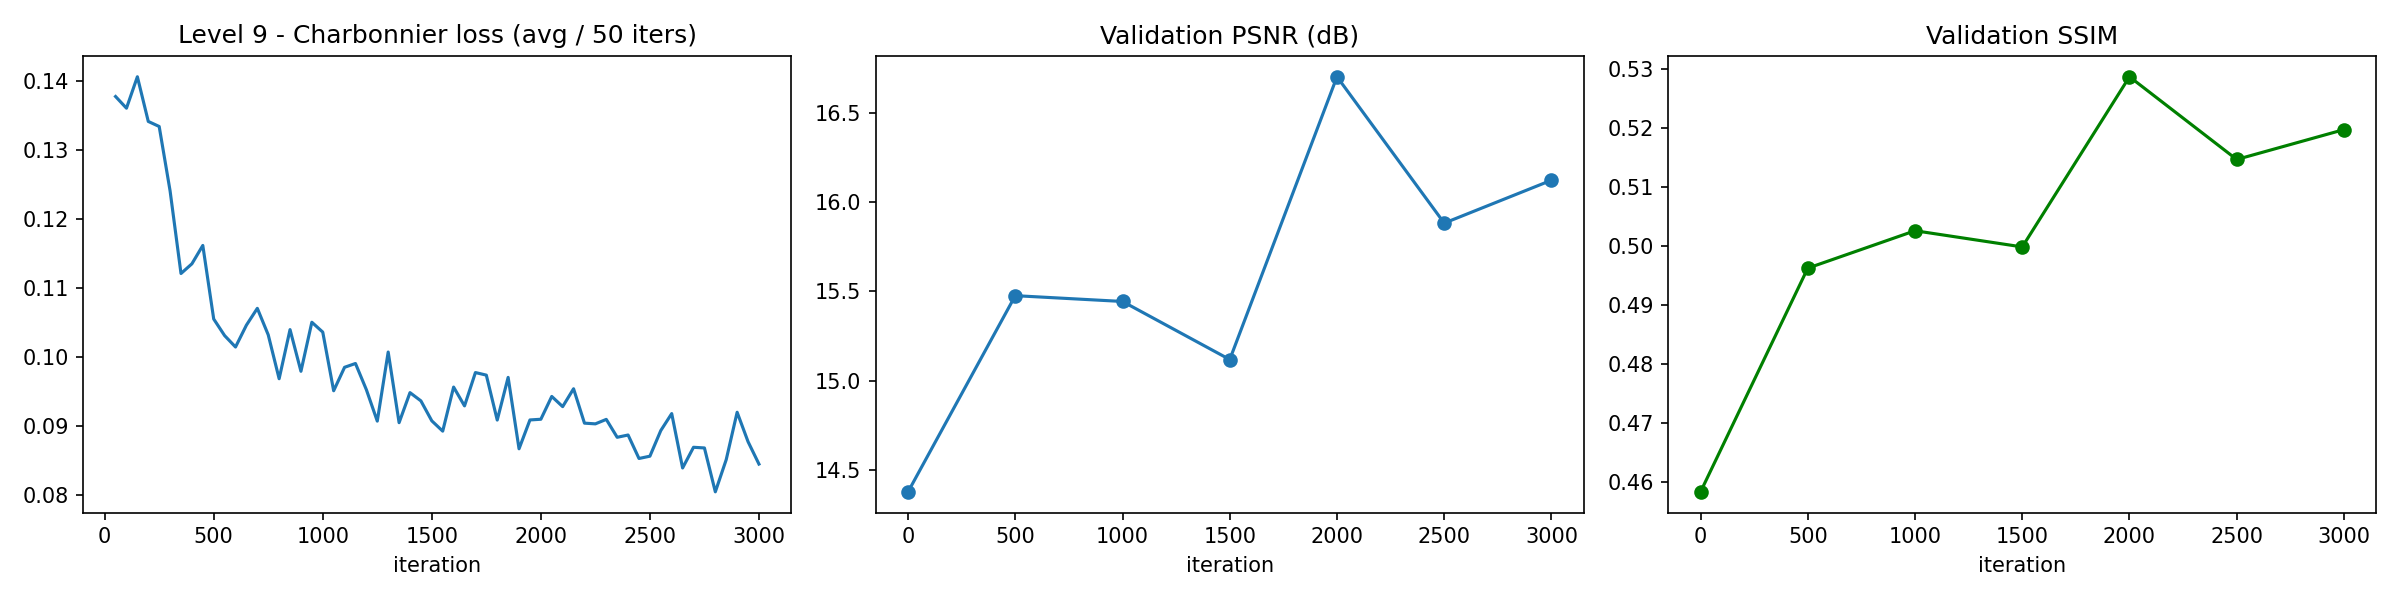 Level 9 - Charbonnier loss (avg / 50 iters)
0.14
0.13
0.12
0.11
0.10
0.09
0.08
0 500 1000 1500 2000 2500 3000
iteration
Validation PSNR (dB)
16.5
16.0
15.5
15.0
14.5
0 500 1000 1500 2000 2500 3000
iteration
Validation SSIM
0.53
0.52
0.51
0.50
0.49
0.48
0.47
0.46
0 500 1000 1500 2000 2500 3000
iteration